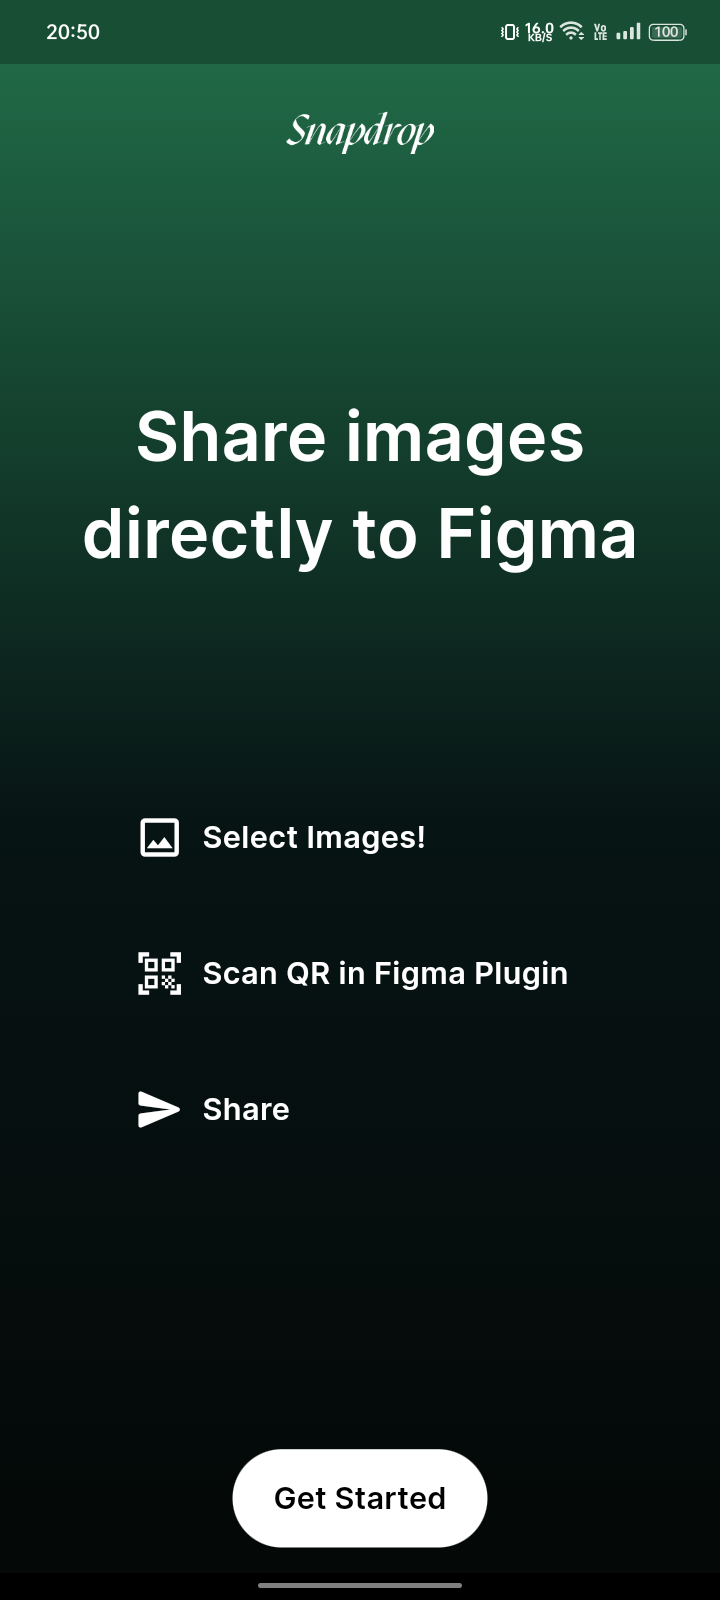 20:50 16.0 KB/S Vo LTE 100
Snapdrop
Share images
directly to Figma
Select Images!
Scan QR in Figma Plugin
Share
Get Started